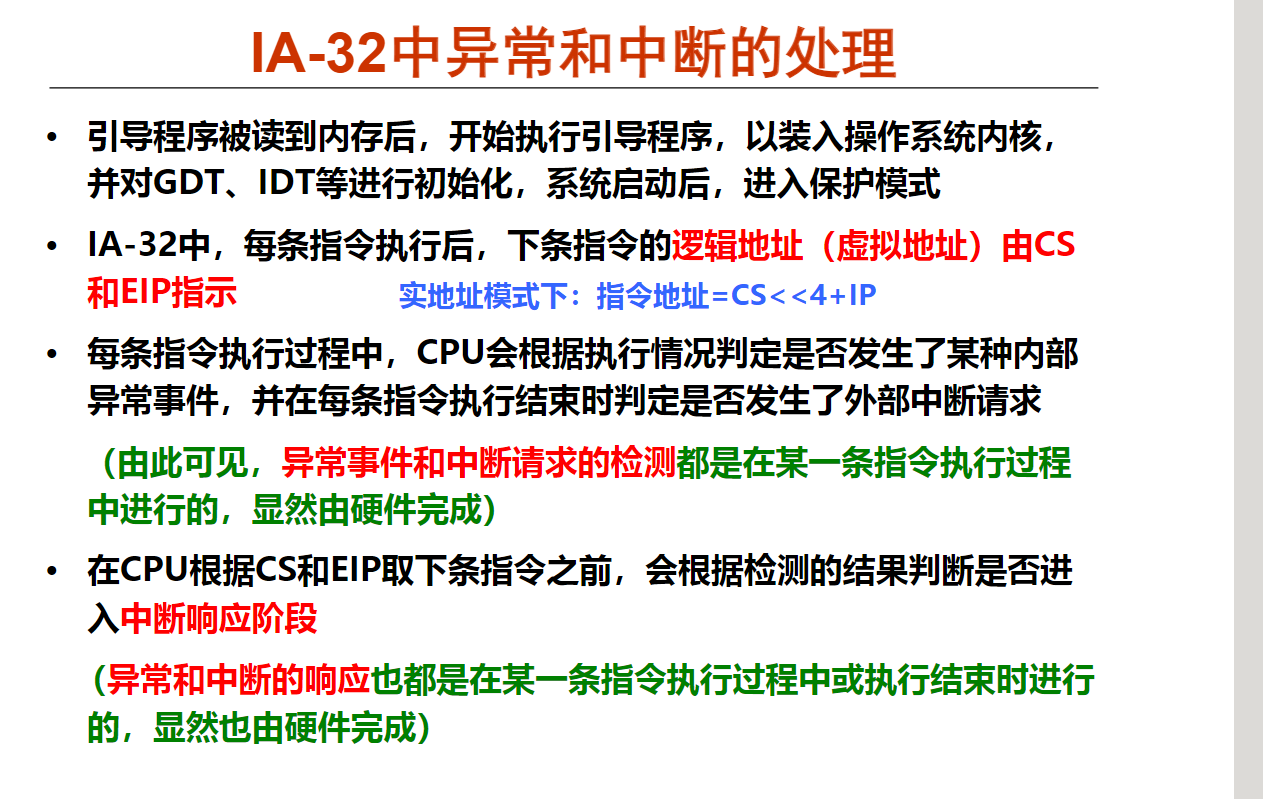 IA-32中异常和中断的处理
• 引导程序被读到内存后，开始执行引导程序，以装入操作系统内核，
并对GDT、IDT等进行初始化，系统启动后，进入保护模式
• IA-32中，每条指令执行后，下条指令的逻辑地址（虚拟地址）由CS
和EIP指示 实地址模式下：指令地址=CS<<4+IP
• 每条指令执行过程中，CPU会根据执行情况判定是否发生了某种内部
异常事件，并在每条指令执行结束时判定是否发生了外部中断请求
（由此可见，异常事件和中断请求的检测都是在某一条指令执行过程
中进行的，显然由硬件完成）
• 在CPU根据CS和EIP取下条指令之前，会根据检测的结果判断是否进
入中断响应阶段
（异常和中断的响应也都是在某一条指令执行过程中或执行结束时进行
的，显然也由硬件完成）